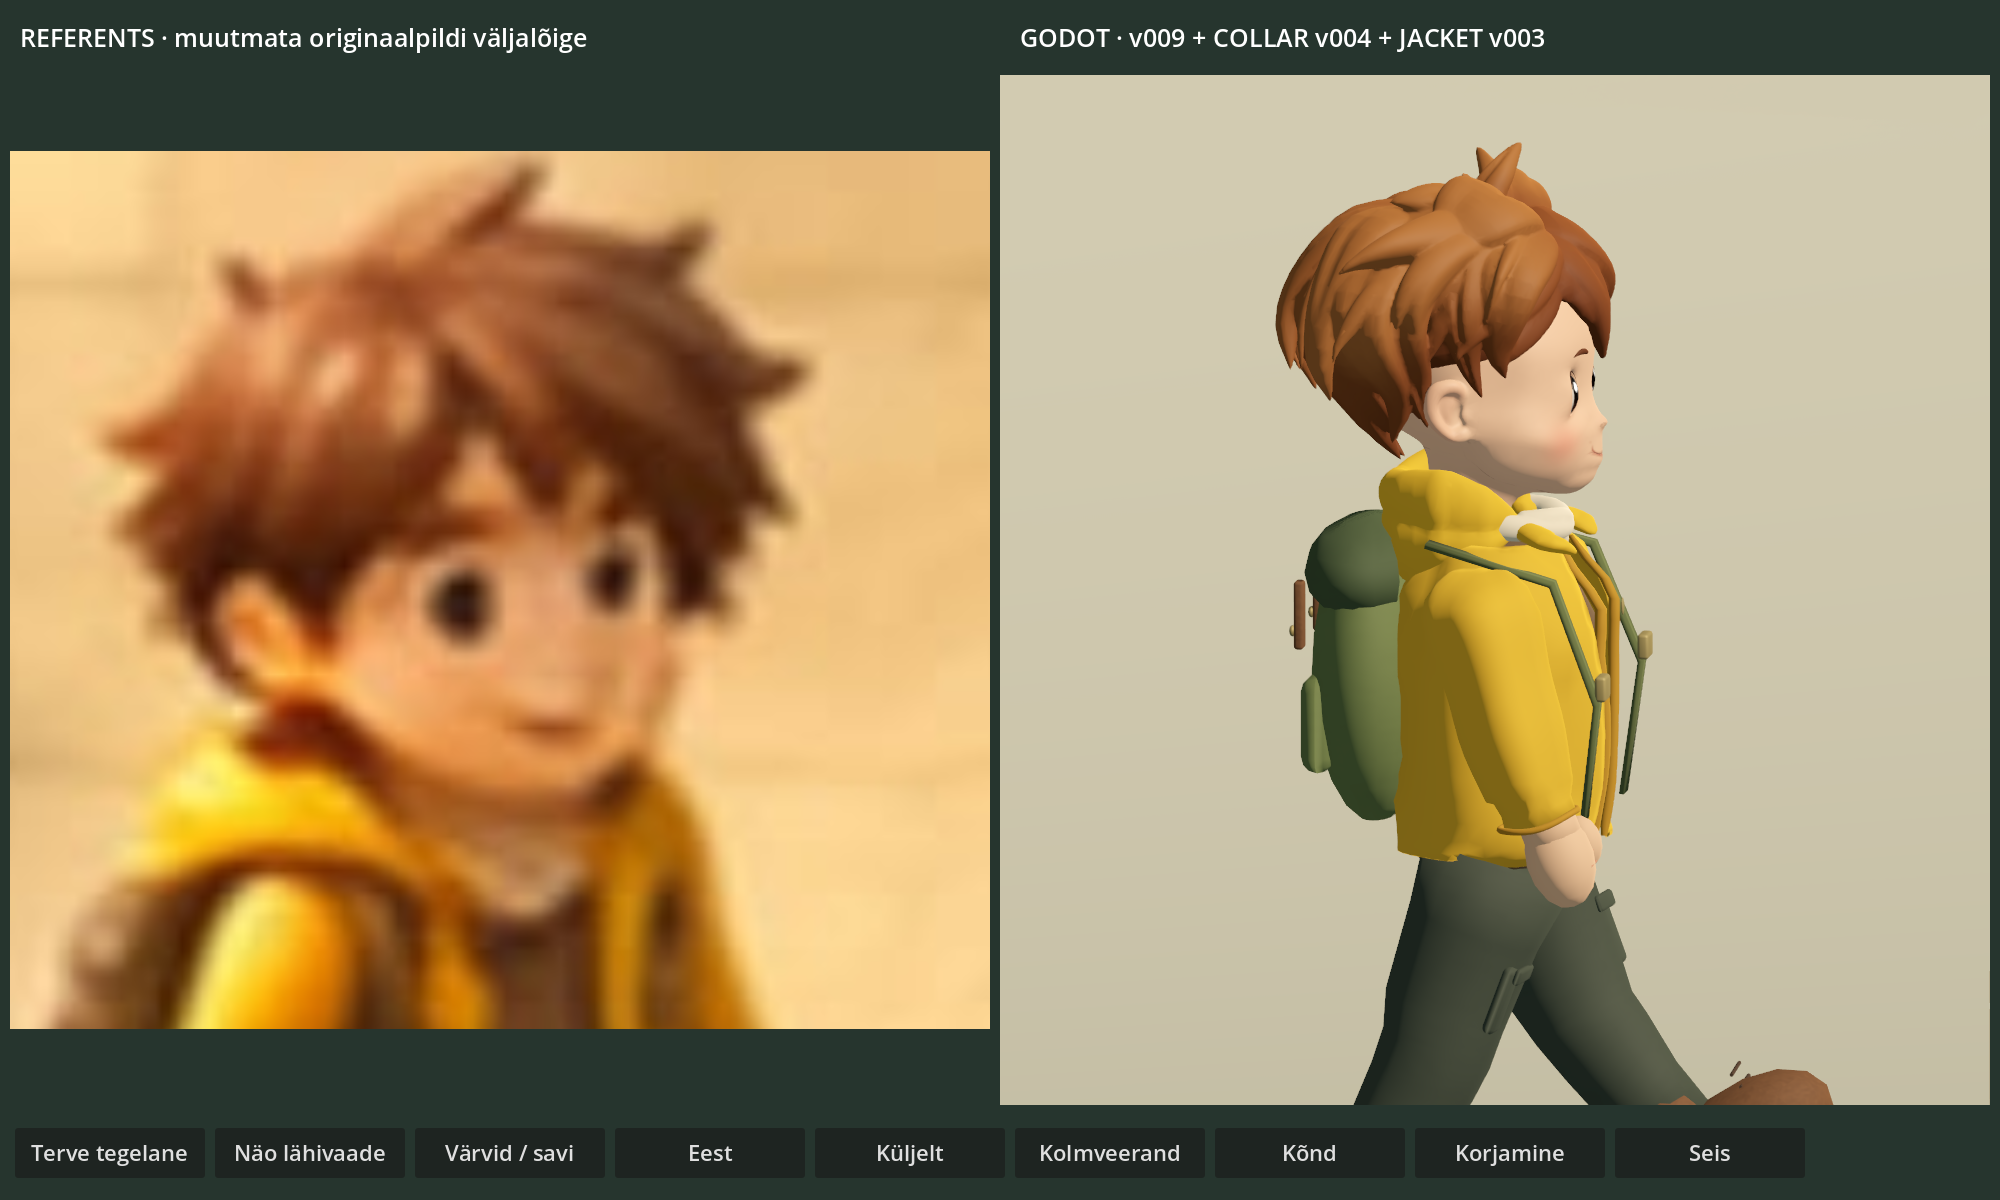 REFERENTS · muutmata originaalpildi väljalõige
GODOT · v009 + COLLAR v004 + JACKET v003
Terve tegelane
Näo lähivaade
Värvid / savi
Eest
Küljelt
Kolmveerand
Kõnd
Korjamine
Seis